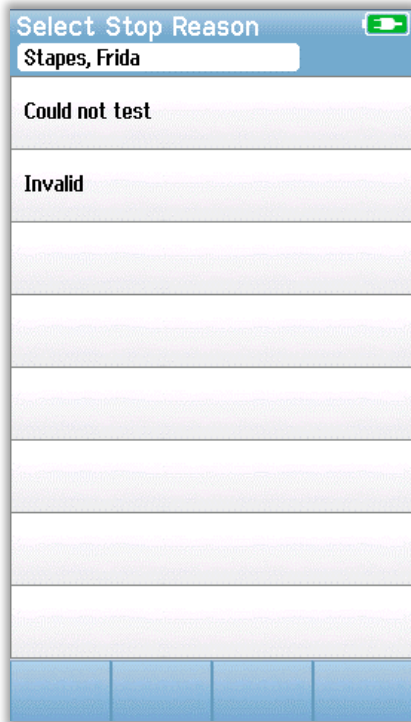 Select Stop Reason
Stapes, Frida
Could not test
Invalid